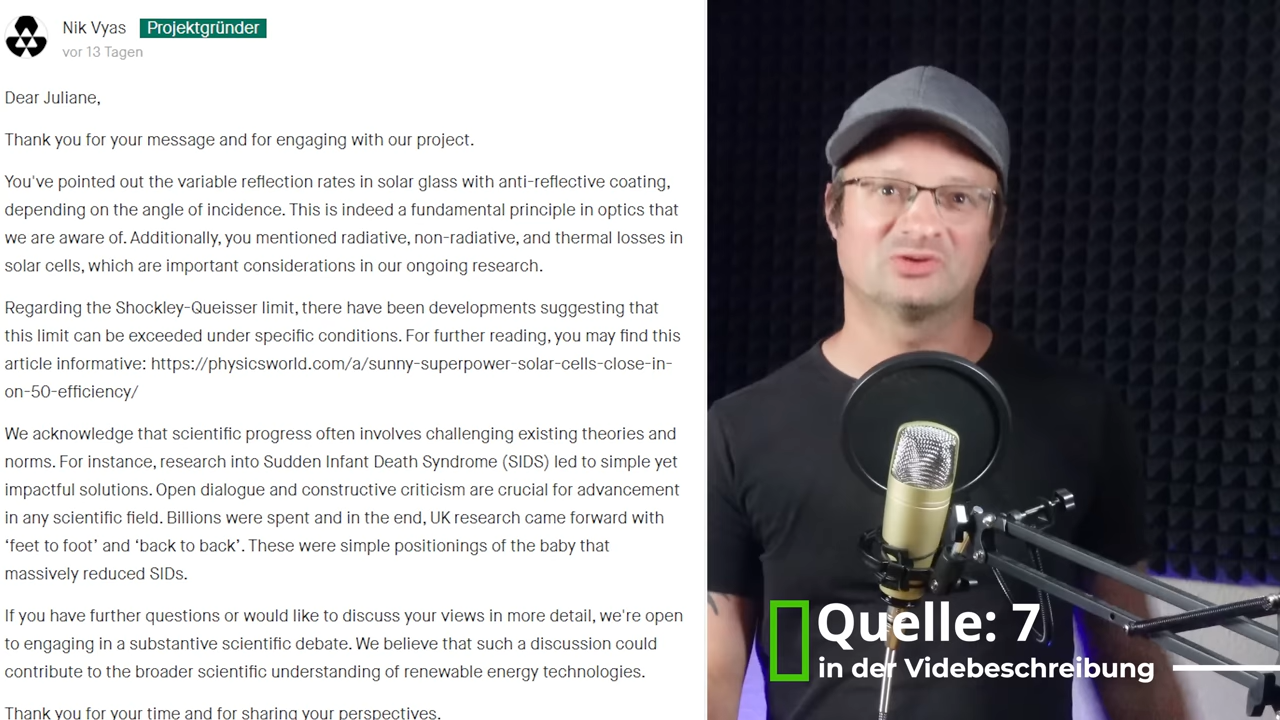 Nik Vyas Projektgründer
vor 13 Tagen
Dear Juliane,
Thank you for your message and for engaging with our project.
You've pointed out the variable reflection rates in solar glass with anti-reflective coating,
depending on the angle of incidence. This is indeed a fundamental principle in optics that
we are aware of. Additionally, you mentioned radiative, non-radiative, and thermal losses in
solar cells, which are important considerations in our ongoing research.
Regarding the Shockley-Queisser limit, there have been developments suggesting that
this limit can be exceeded under specific conditions. For further reading, you may find this
article informative: https://physicsworld.com/a/sunny-superpower-solar-cells-close-in-
on-50-efficiency/
We acknowledge that scientific progress often involves challenging existing theories and
norms. For instance, research into Sudden Infant Death Syndrome (SIDS) led to simple yet
impactful solutions. Open dialogue and constructive criticism are crucial for advancement
in any scientific field. Billions were spent and in the end, UK research came forward with
‘feet to foot’ and ‘back to back’. These were simple positionings of the baby that
massively reduced SIDs.
If you have further questions or would like to discuss your views in more detail, we're open
to engaging in a substantive scientific debate. We believe that such a discussion could
contribute to the broader scientific understanding of renewable energy technologies.
Thank you for your time and for sharing your perspectives.
Quelle: 7
in der Videbeschreibung